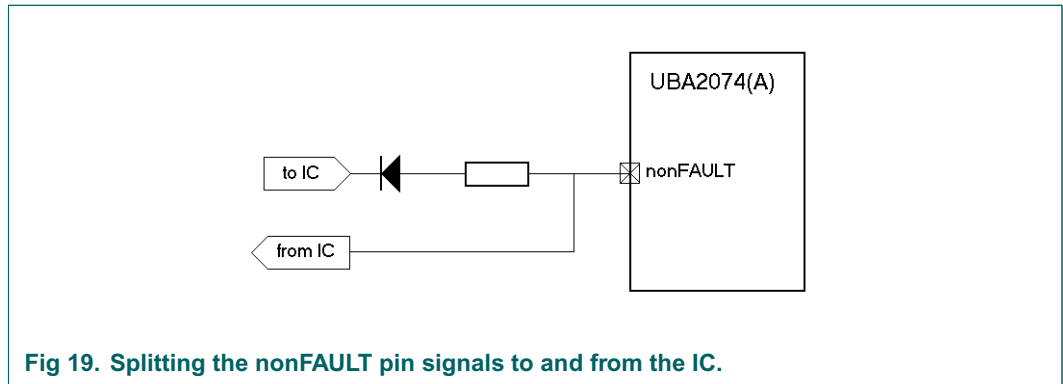 UBA2074(A)
to IC
nonFAULT
from IC
Fig 19. Splitting the nonFAULT pin signals to and from the IC.